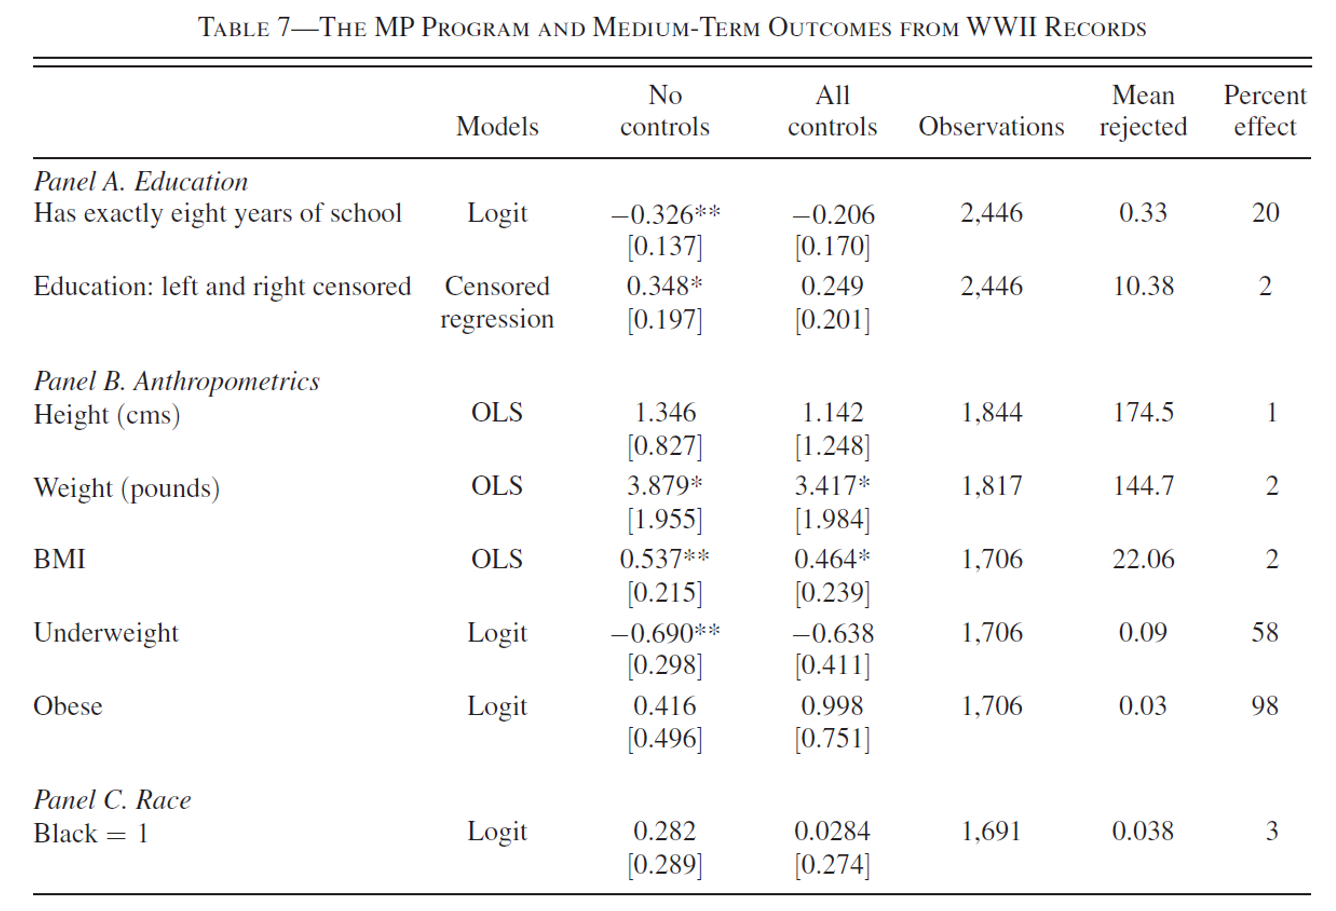 TABLE 7—THE MP PROGRAM AND MEDIUM-TERM OUTCOMES FROM WWII RECORDS
Models No controls All controls Observations Mean rejected Percent effect
Panel A. Education
Has exactly eight years of school Logit −0.326** −0.206 2,446 0.33 20
[0.137] [0.170]
Education: left and right censored Censored 0.348* 0.249 2,446 10.38 2
regression [0.197] [0.201]
Panel B. Anthropometrics
Height (cms) OLS 1.346 1.142 1,844 174.5 1
[0.827] [1.248]
Weight (pounds) OLS 3.879* 3.417* 1,817 144.7 2
[1.955] [1.984]
BMI OLS 0.537** 0.464* 1,706 22.06 2
[0.215] [0.239]
Underweight Logit −0.690** −0.638 1,706 0.09 58
[0.298] [0.411]
Obese Logit 0.416 0.998 1,706 0.03 98
[0.496] [0.751]
Panel C. Race
Black = 1 Logit 0.282 0.0284 1,691 0.038 3
[0.289] [0.274]